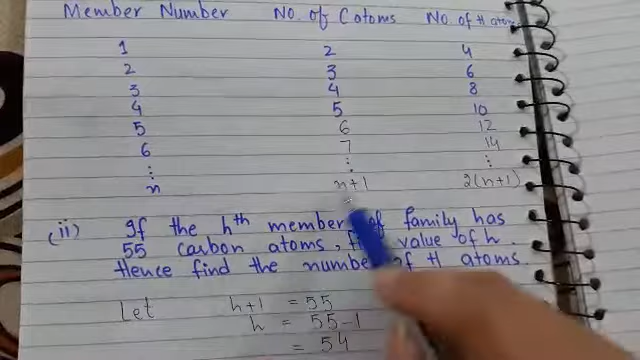 Member Number No. of C atoms No. of H atoms
1 2 4
2 3 6
3 4 8
4 5 10
5 6 12
6 7 14
⋮ ⋮ ⋮
n n+1 2(n+1)
(ii) If the hth member of family has
55 carbon atoms, value of h.
Hence find the number of H atoms.
Let h+1 = 55
h = 55-1
= 54